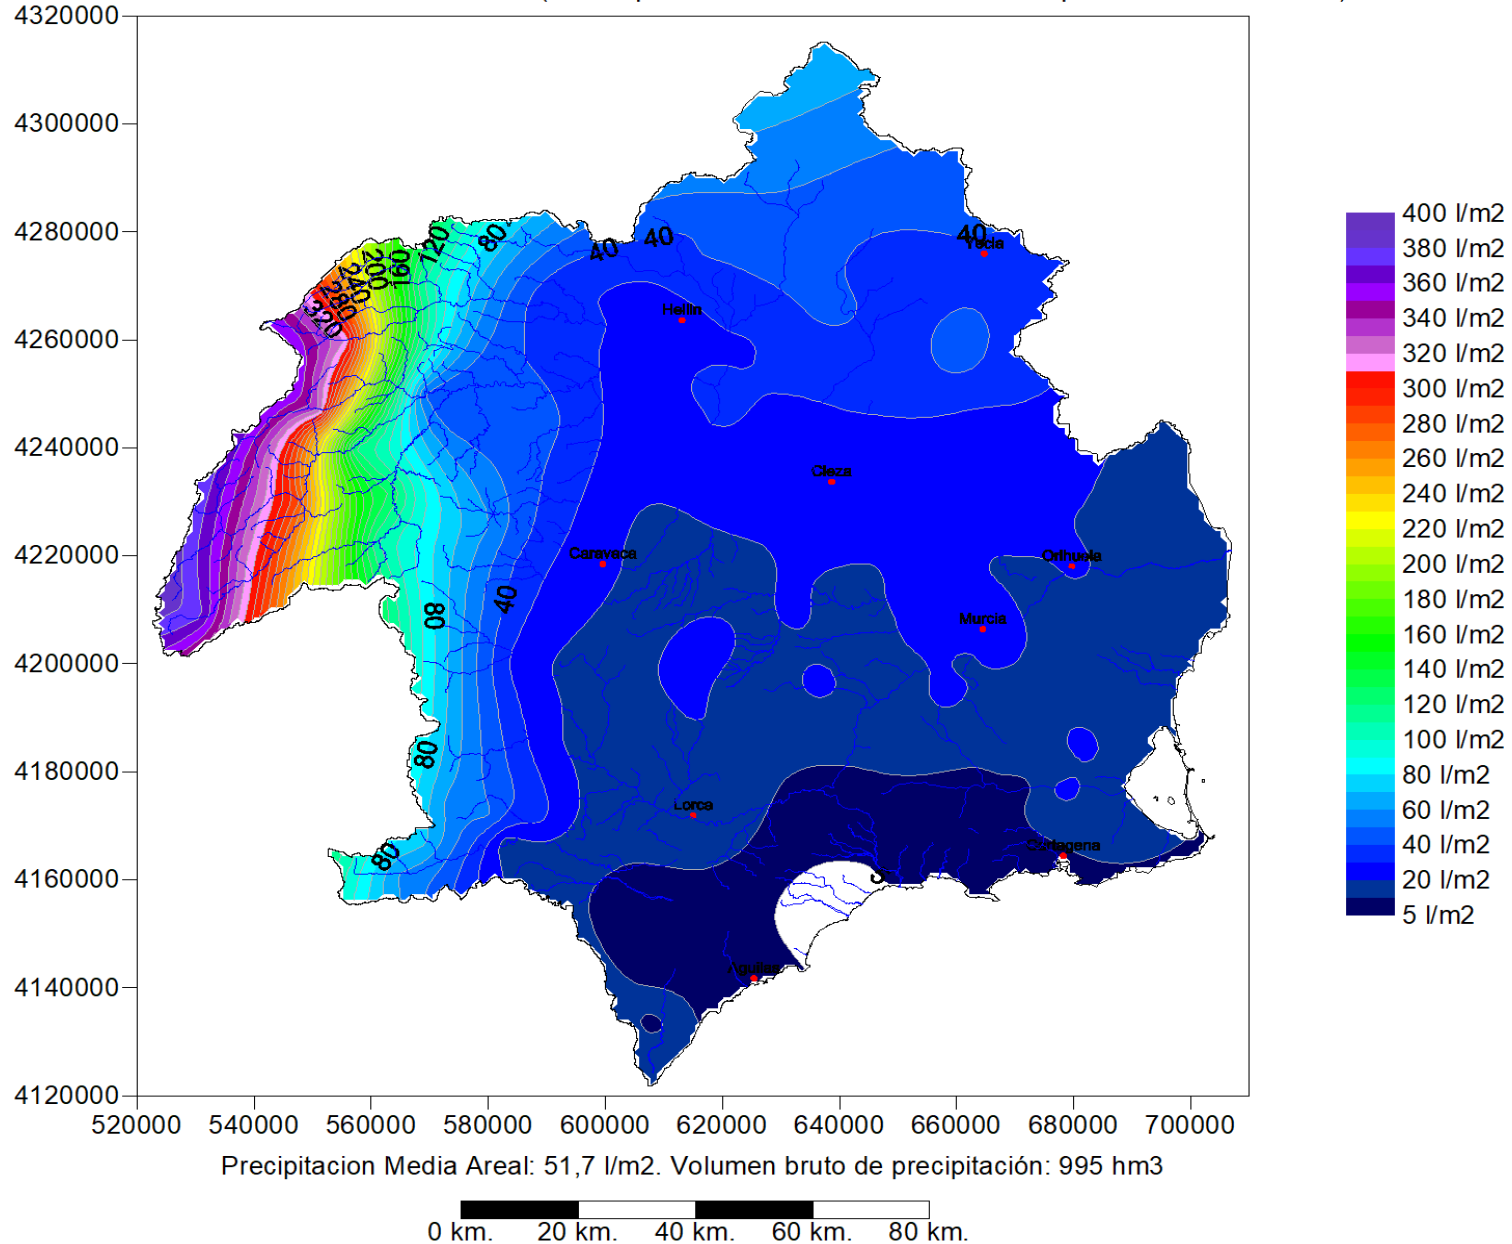 4320000
4300000
4280000
4260000
4240000
4220000
4200000
4180000
4160000
4140000
4120000
520000 540000 560000 580000 600000 620000 640000 660000 680000 700000
120
80
40
40
40
Yecla
160
200
240
280
320
Hellin
Cieza
Caravaca
Orihuela
40
80
Murcia
80
Lorca
80
Cartagena
Aguilas
400 l/m2
380 l/m2
360 l/m2
340 l/m2
320 l/m2
300 l/m2
280 l/m2
260 l/m2
240 l/m2
220 l/m2
200 l/m2
180 l/m2
160 l/m2
140 l/m2
120 l/m2
100 l/m2
80 l/m2
60 l/m2
40 l/m2
20 l/m2
5 l/m2
Precipitacion Media Areal: 51,7 l/m2. Volumen bruto de precipitación: 995 hm3
0 km. 20 km. 40 km. 60 km. 80 km.